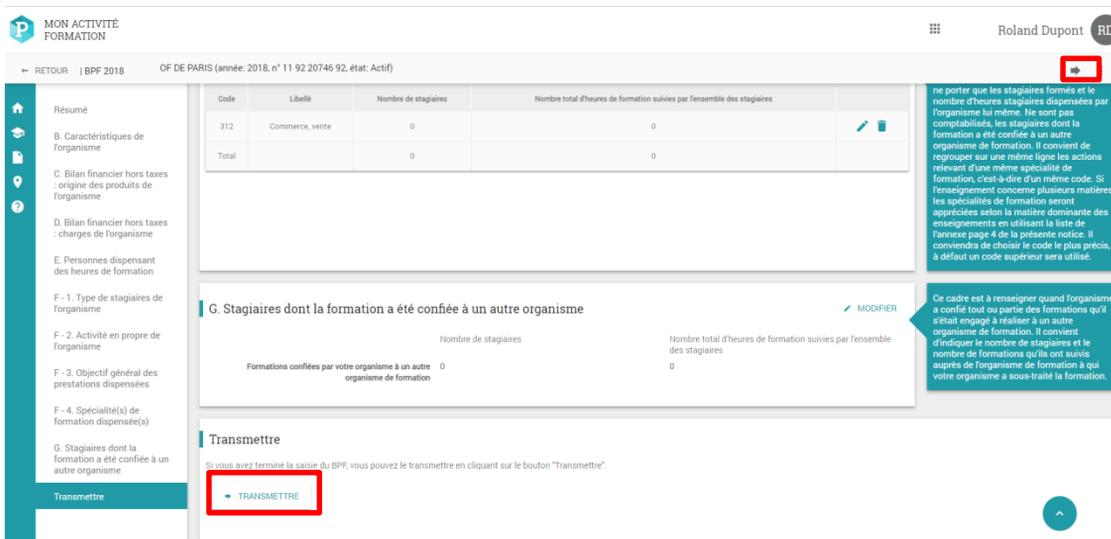 MON ACTIVITÉ
FORMATION
Roland Dupont
RD
← RETOUR | BPF 2018
OF DE PARIS (année: 2018, n° 11 92 20746 92, état: Actif)
Résumé
B. Caractéristiques de
l'organisme
C. Bilan financier hors taxes
: origine des produits de
l'organisme
D. Bilan financier hors taxes
: charges de l'organisme
E. Personnes dispensant
des heures de formation
F - 1. Type de stagiaires de
l'organisme
F - 2. Activité en propre de
l'organisme
F - 3. Objectif général des
prestations dispensées
F - 4. Spécialité(s) de
formation dispensée(s)
G. Stagiaires dont la
formation a été confiée à un
autre organisme
Transmettre
Code Libellé Nombre de stagiaires Nombre total d'heures de formation suivies par l'ensemble des stagiaires
312 Commerce, vente 0 0
Total 0 0
ne porter que les stagiaires formés et le
nombre d'heures stagiaires dispensées par
l'organisme lui même. Ne sont pas
comptabilisés, les stagiaires dont la
formation a été confiée à un autre
organisme de formation. Il convient de
regrouper sur une même ligne les actions
relevant d'une même spécialité de
formation, c'est-à-dire d'un même code. Si
l'enseignement concerne plusieurs matières
les spécialités de formation seront
appréciées selon la matière dominante des
enseignements en utilisant la liste de
l'annexe page 4 de la présente notice. Il
conviendra de choisir le code le plus précis,
à défaut un code supérieur sera utilisé.
G. Stagiaires dont la formation a été confiée à un autre organisme
MODIFIER
Nombre de stagiaires
Nombre total d'heures de formation suivies par l'ensemble
des stagiaires
Formations confiées par votre organisme à un autre 0 0
organisme de formation
Ce cadre est à renseigner quand l'organisme
a confié tout ou partie des formations qu'il
s'était engagé à réaliser à un autre
organisme de formation. Il convient
d'indiquer le nombre de stagiaires et le
nombre de formations qu'ils ont suivis
auprès de l'organisme de formation à qui
votre organisme a sous-traité la formation.
Transmettre
Si vous avez terminé la saisie du BPF, vous pouvez le transmettre en cliquant sur le bouton "Transmettre".
TRANSMETTRE